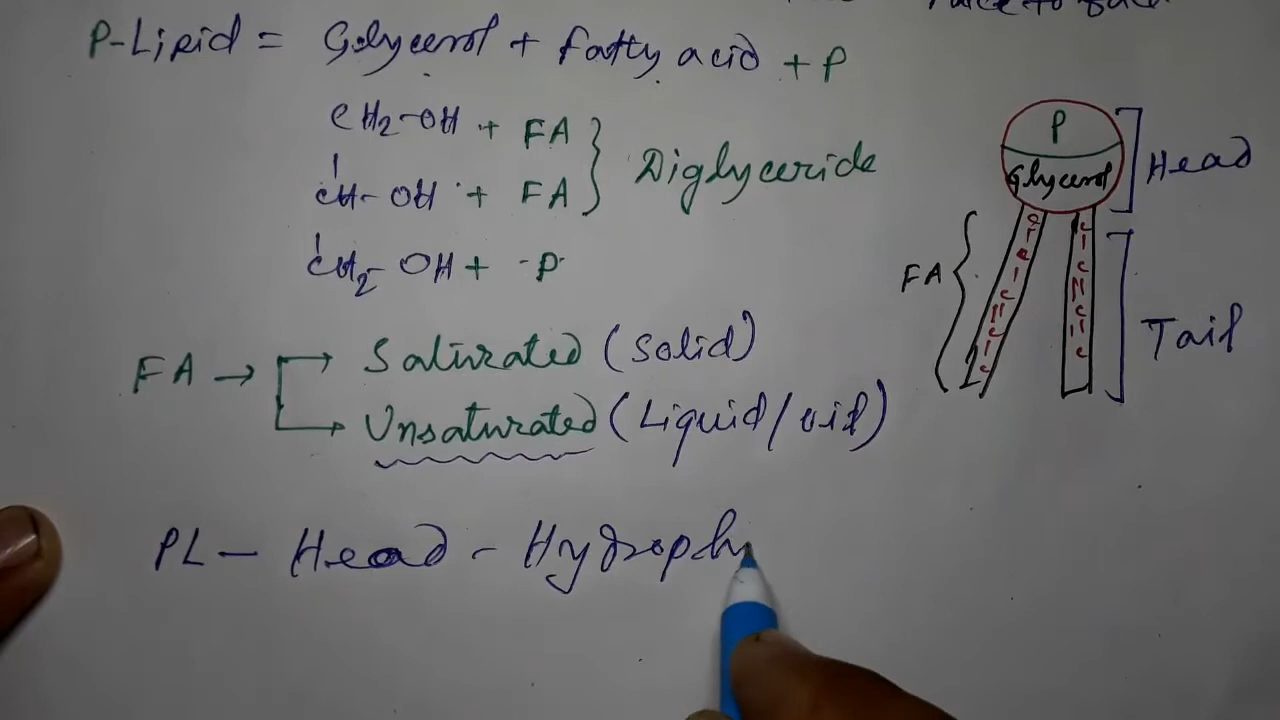 P-Lipid = Golycerol + fatty acid + P
CH2-OH + FA
CH-OH + FA
Diglyceride
CH2-OH + P
FA → Saturated (Solid)
Unsaturated (Liquid/oil)
PL - Head - Hydroph
P
Glycerol
Head
FA
Tail